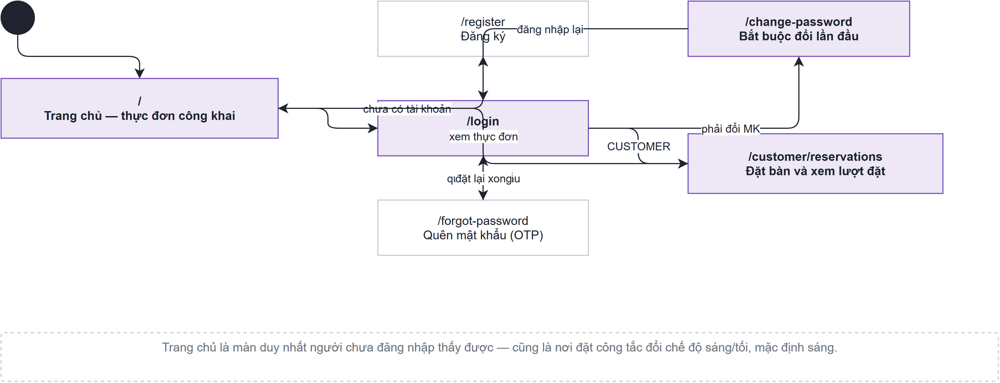 /register
Đăng ký
đăng nhập lại
/change-password
Bắt buộc đổi lần đầu
/
Trang chủ — thực đơn công khai
chưa có tài khoản
/login
xem thực đơn
phải đổi MK
CUSTOMER
/customer/reservations
Đặt bàn và xem lượt đặt
đặt lại xong
/forgot-password
Quên mật khẩu (OTP)
Trang chủ là màn duy nhất người chưa đăng nhập thấy được — cũng là nơi đặt công tắc đổi chế độ sáng/tối, mặc định sáng.